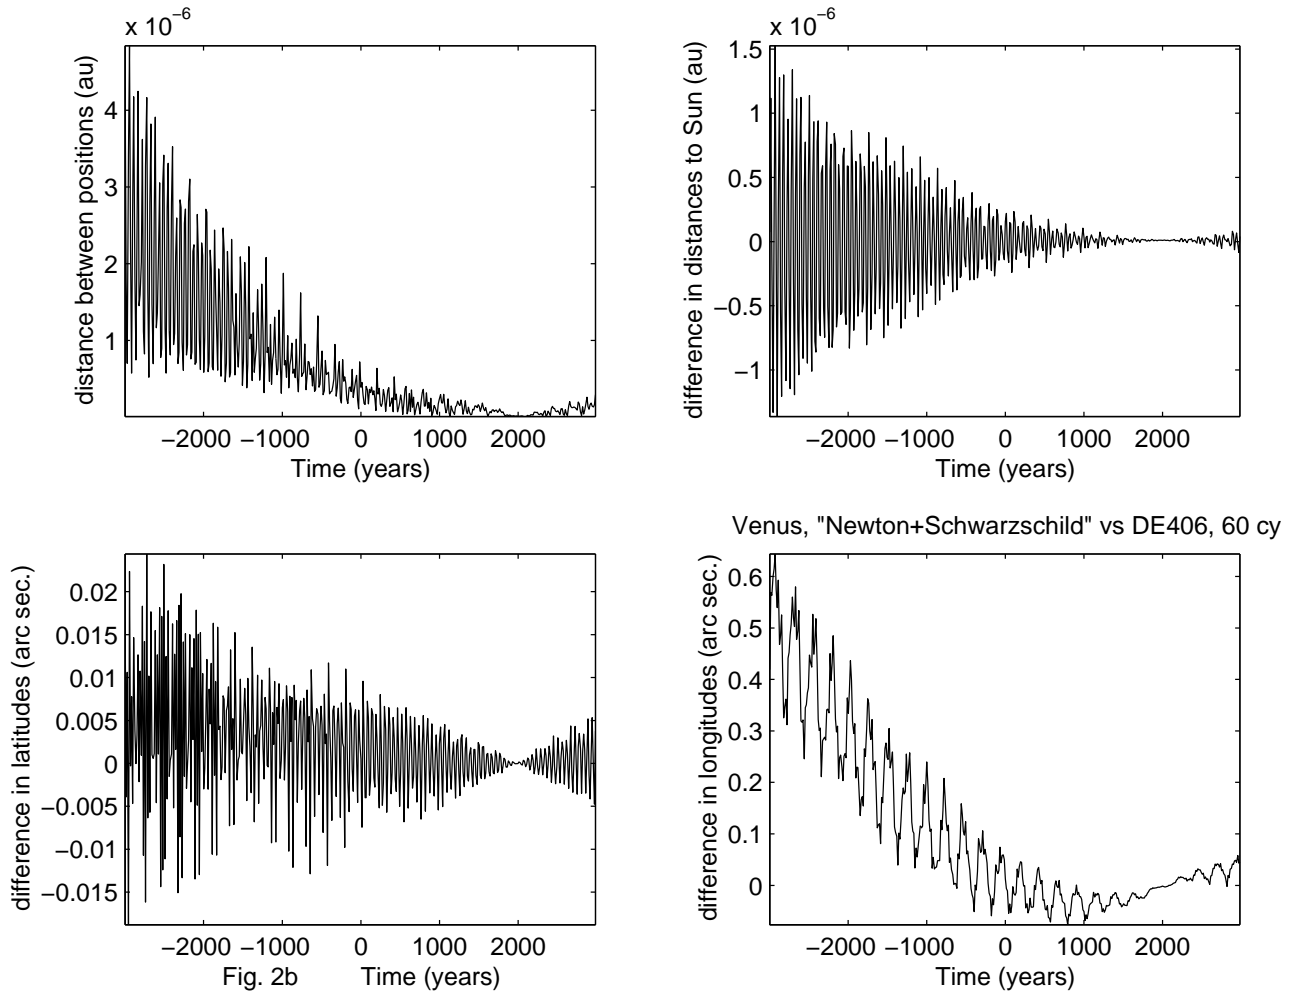 x 10−6
distance between positions (au)
4
3
2
1
−2000 −1000 0 1000 2000
Time (years)
x 10−6
difference in distances to Sun (au)
1.5
1
0.5
0
−0.5
−1
−2000 −1000 0 1000 2000
Time (years)
difference in latitudes (arc sec.)
0.02
0.015
0.01
0.005
0
−0.005
−0.01
−0.015
−2000 −1000 0 1000 2000
Fig. 2b Time (years)
Venus, "Newton+Schwarzschild" vs DE406, 60 cy
difference in longitudes (arc sec.)
0.6
0.5
0.4
0.3
0.2
0.1
0
−2000 −1000 0 1000 2000
Time (years)